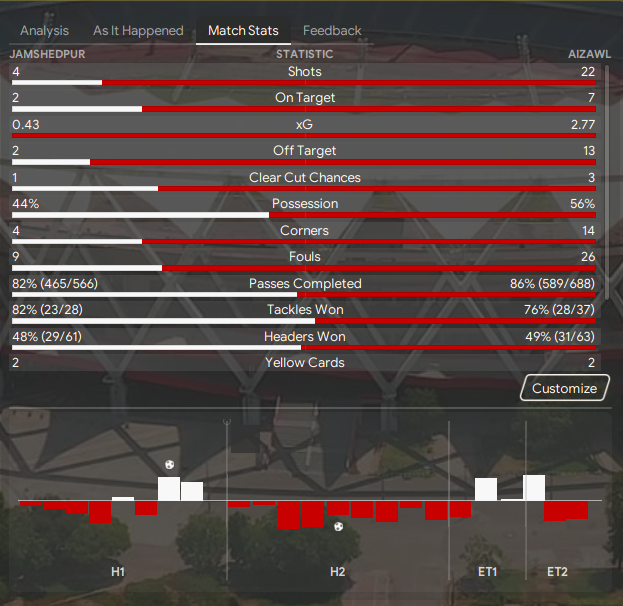 Analysis As It Happened Match Stats Feedback
JAMSHEDPUR STATISTIC AIZAWL
4 Shots 22
2 On Target 7
0.43 xG 2.77
2 Off Target 13
1 Clear Cut Chances 3
44% Possession 56%
4 Corners 14
9 Fouls 26
82% (465/566) Passes Completed 86% (589/688)
82% (23/28) Tackles Won 76% (28/37)
48% (29/61) Headers Won 49% (31/63)
2 Yellow Cards 2
Customize
H1 H2 ET1 ET2